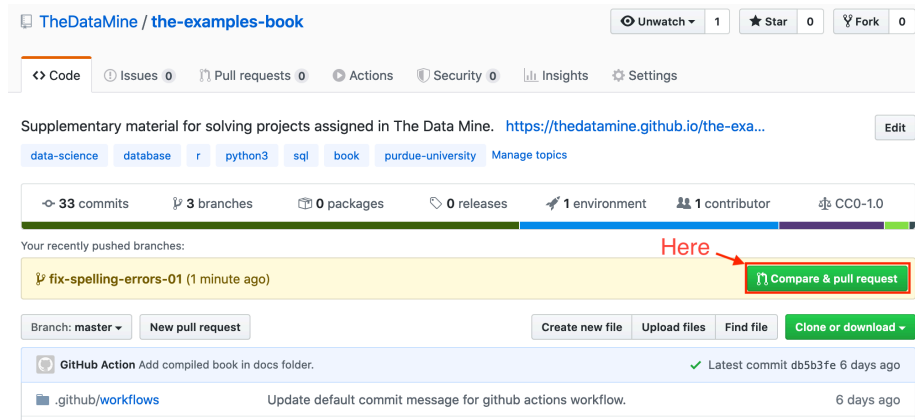 TheDataMine / the-examples-book Unwatch 1 Star 0 Fork 0
Code Issues 0 Pull requests 0 Actions Security 0 Insights Settings
Supplementary material for solving projects assigned in The Data Mine. https://thedatamine.github.io/the-exa... Edit
data-science database r python3 sql book purdue-university Manage topics
33 commits 3 branches 0 packages 0 releases 1 environment 1 contributor CC0-1.0
Your recently pushed branches:
Here
fix-spelling-errors-01 (1 minute ago) Compare & pull request
Branch: master New pull request Create new file Upload files Find file Clone or download
GitHub Action Add compiled book in docs folder. Latest commit db5b3fe 6 days ago
.github/workflows Update default commit message for github actions workflow. 6 days ago